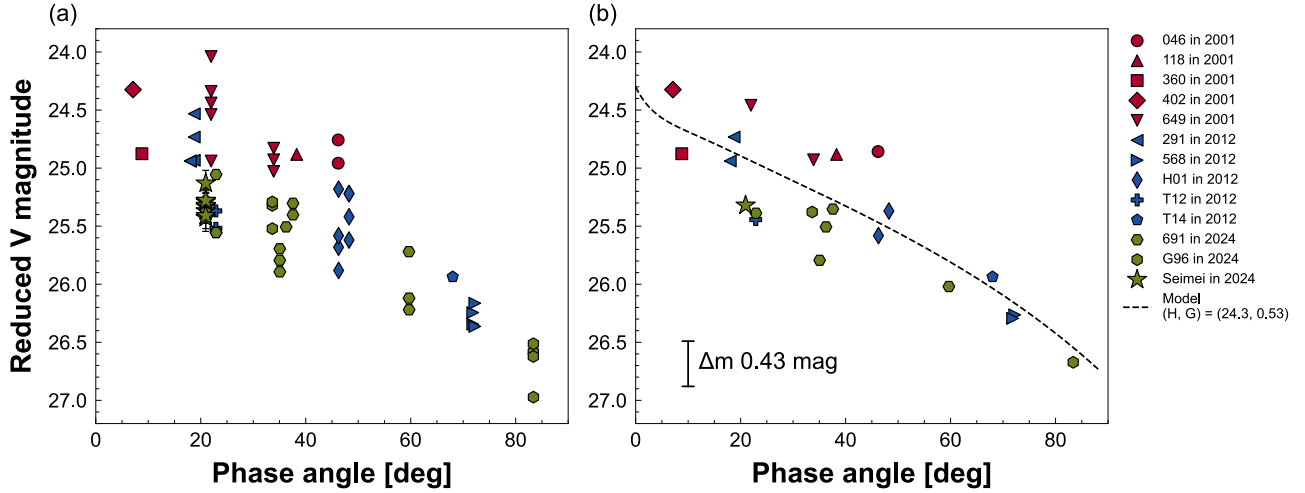 (a)
(b)
24.0
24.5
25.0
25.5
26.0
26.5
27.0
Reduced V magnitude
0
20
40
60
80
Phase angle [deg]
24.0
24.5
25.0
25.5
26.0
26.5
27.0
Δm 0.43 mag
0
20
40
60
80
Phase angle [deg]
046 in 2001
118 in 2001
360 in 2001
402 in 2001
649 in 2001
291 in 2012
568 in 2012
H01 in 2012
T12 in 2012
T14 in 2012
691 in 2024
G96 in 2024
Seimei in 2024
Model
(H, G) = (24.3, 0.53)